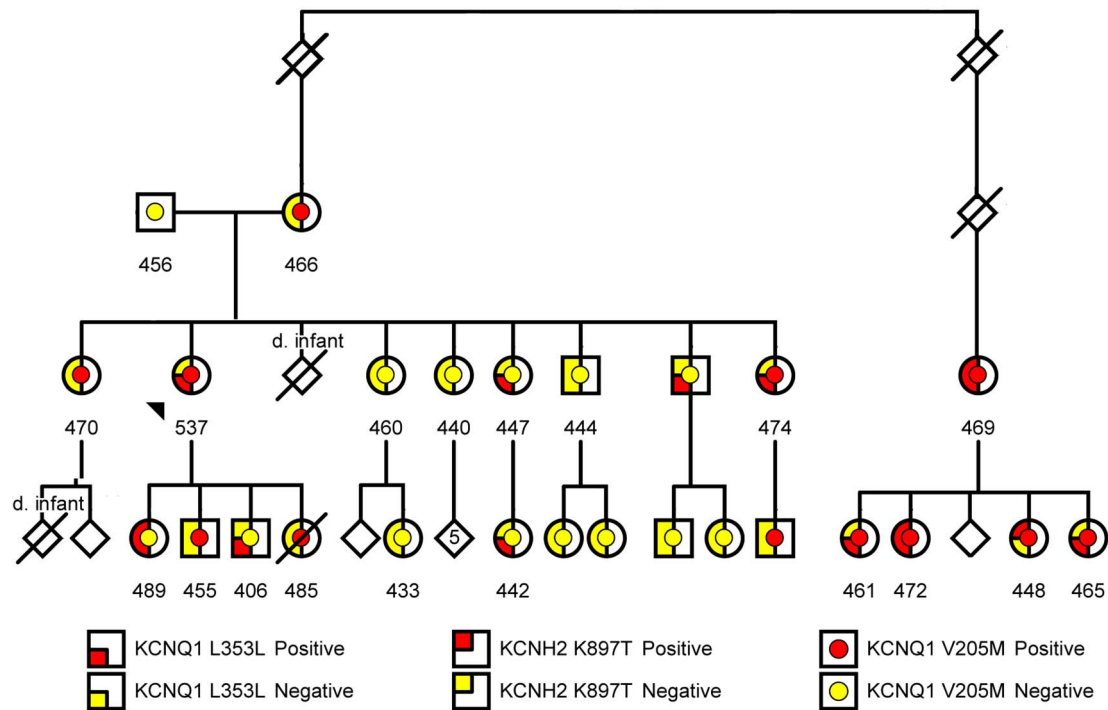 456
466
d. infant
470
537
460
440
447
444
474
469
d. infant
5
489
455
406
485
433
442
461
472
448
465
KCNQ1 L353L Positive
KCNH2 K897T Positive
KCNQ1 V205M Positive
KCNQ1 L353L Negative
KCNH2 K897T Negative
KCNQ1 V205M Negative